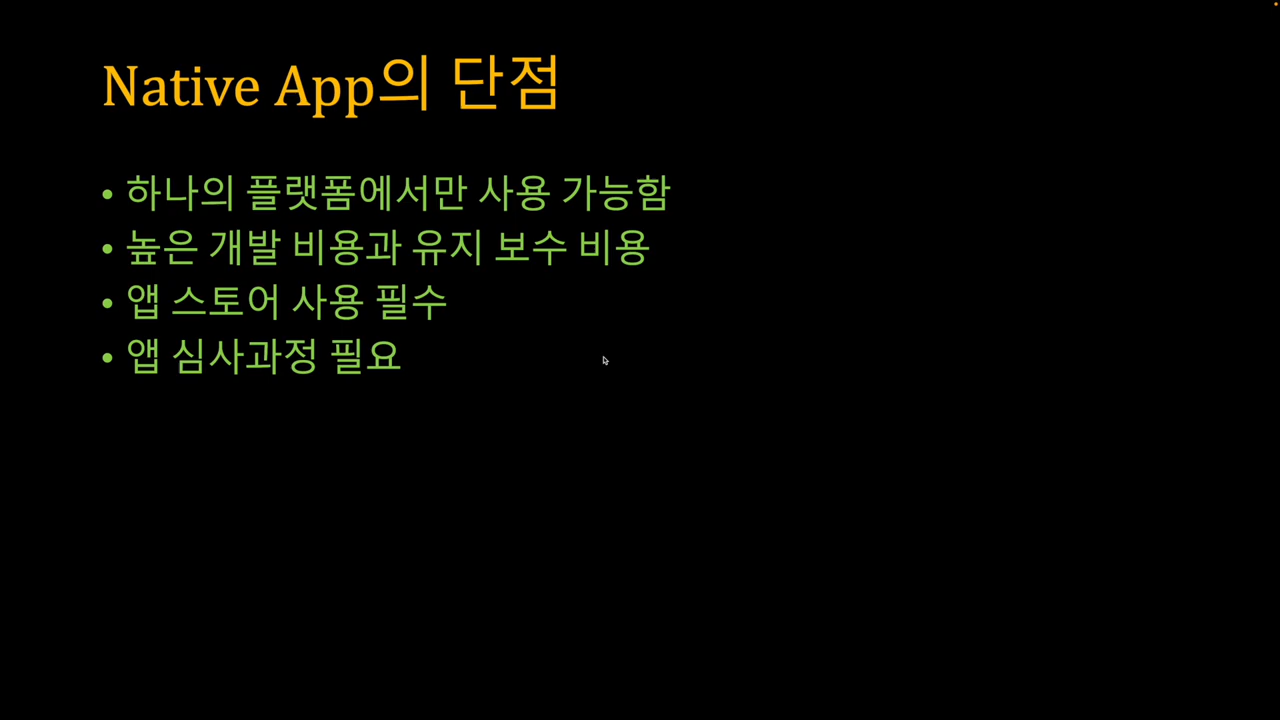 Native App의 단점
• 하나의 플랫폼에서만 사용 가능함
• 높은 개발 비용과 유지 보수 비용
• 앱 스토어 사용 필수
• 앱 심사과정 필요